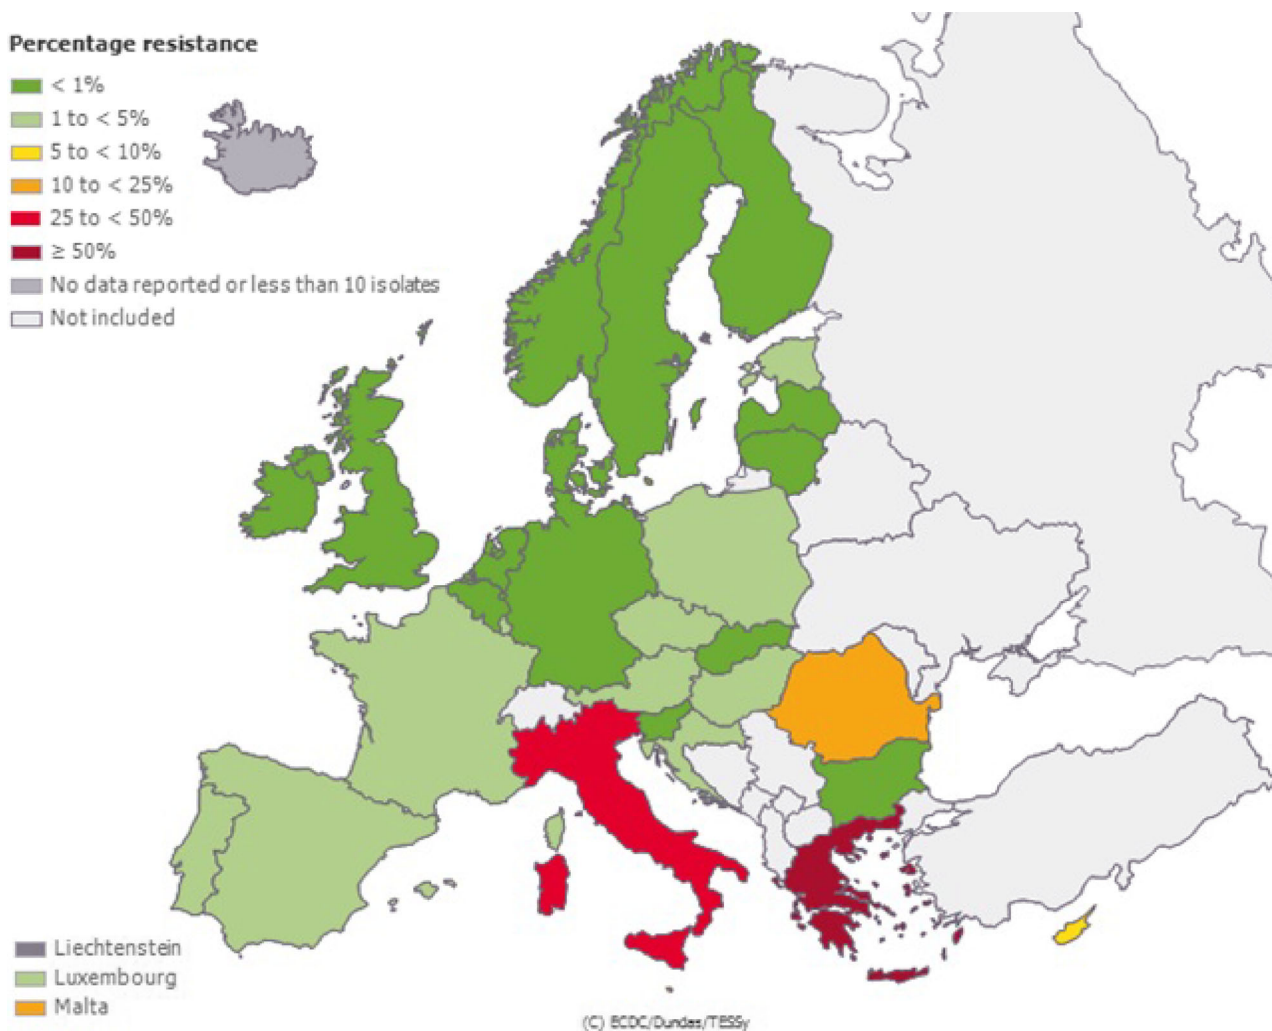 Percentage resistance
< 1%
1 to < 5%
5 to < 10%
10 to < 25%
25 to < 50%
≥ 50%
No data reported or less than 10 isolates
Not included
Liechtenstein
Luxembourg
Malta
(C) ECDC/Dundas/TESSy